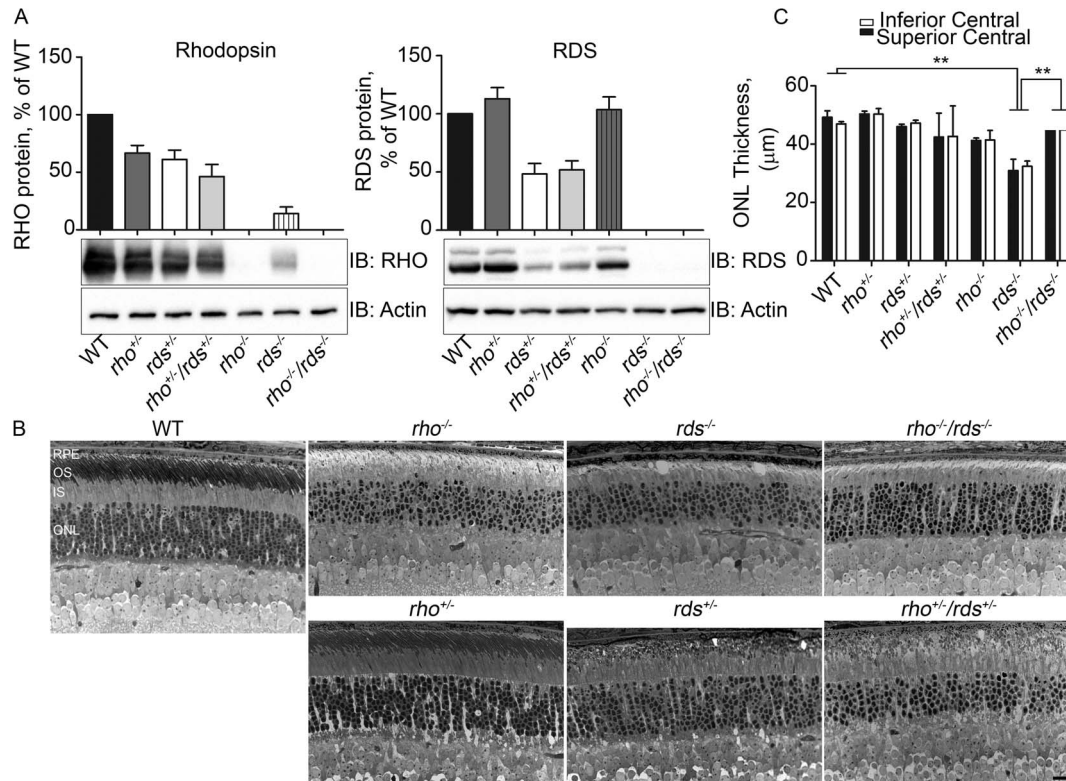 A
Rhodopsin
RHO protein, % of WT
150
100
50
0
IB: RHO
IB: Actin
WT
rho+/-
rds+/-
rho+/-/rds+/-
rho-/-
rds-/-
rho-/-/rds-/-
RDS
RDS protein,
% of WT
150
100
50
0
IB: RDS
IB: Actin
WT
rho+/-
rds+/-
rho+/-/rds+/-
rho-/-
rds-/-
rho-/-/rds-/-
C
Inferior Central
Superior Central
**
**
ONL Thickness,
(μm)
60
40
20
0
WT
rho+/-
rds+/-
rho+/-/rds+/-
rho-/-
rds-/-
rho-/-/rds-/-
B
WT
RPE
OS
IS
ONL
rho-/-
rds-/-
rho-/-/rds-/-
rho+/-
rds+/-
rho+/-/rds+/-